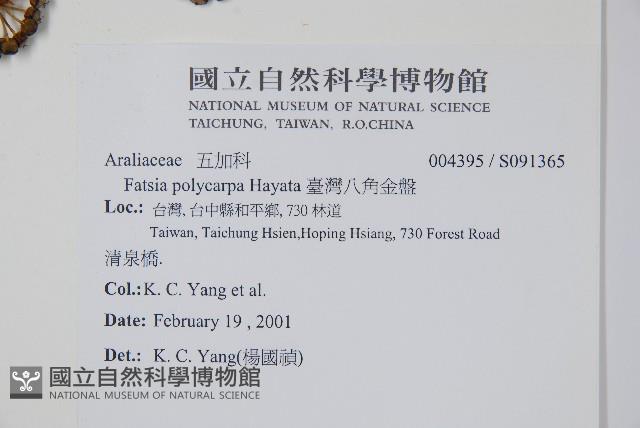 國立自然科學博物館
NATIONAL MUSEUM OF NATURAL SCIENCE
TAICHUNG, TAIWAN, R.O.CHINA
Araliaceae 五加科 004395 / S091365
Fatsia polycarpa Hayata 臺灣八角金盤
Loc.: 台灣, 台中縣和平鄉, 730 林道
Taiwan, Taichung Hsien,Hoping Hsiang, 730 Forest Road
清泉橋.
Col.:K. C. Yang et al.
Date: February 19 , 2001
Det.: K. C. Yang(楊國禎)
國立自然科學博物館
NATIONAL MUSEUM OF NATURAL SCIENCE